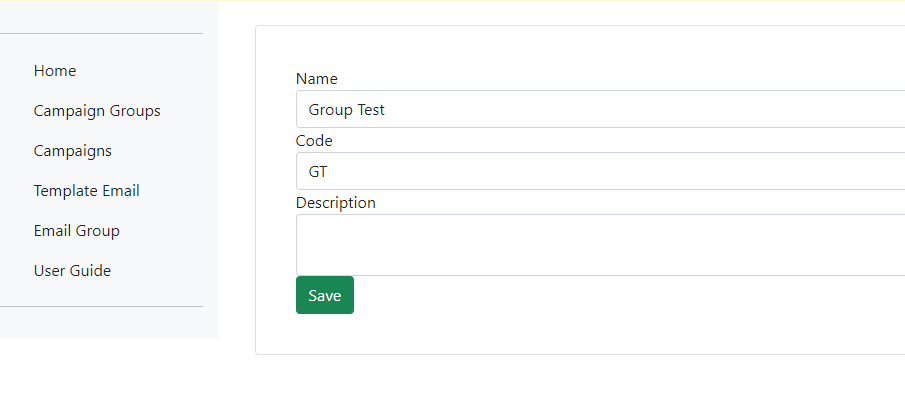 Home
Campaign Groups
Campaigns
Template Email
Email Group
User Guide
Name
Group Test
Code
GT
Description
Save